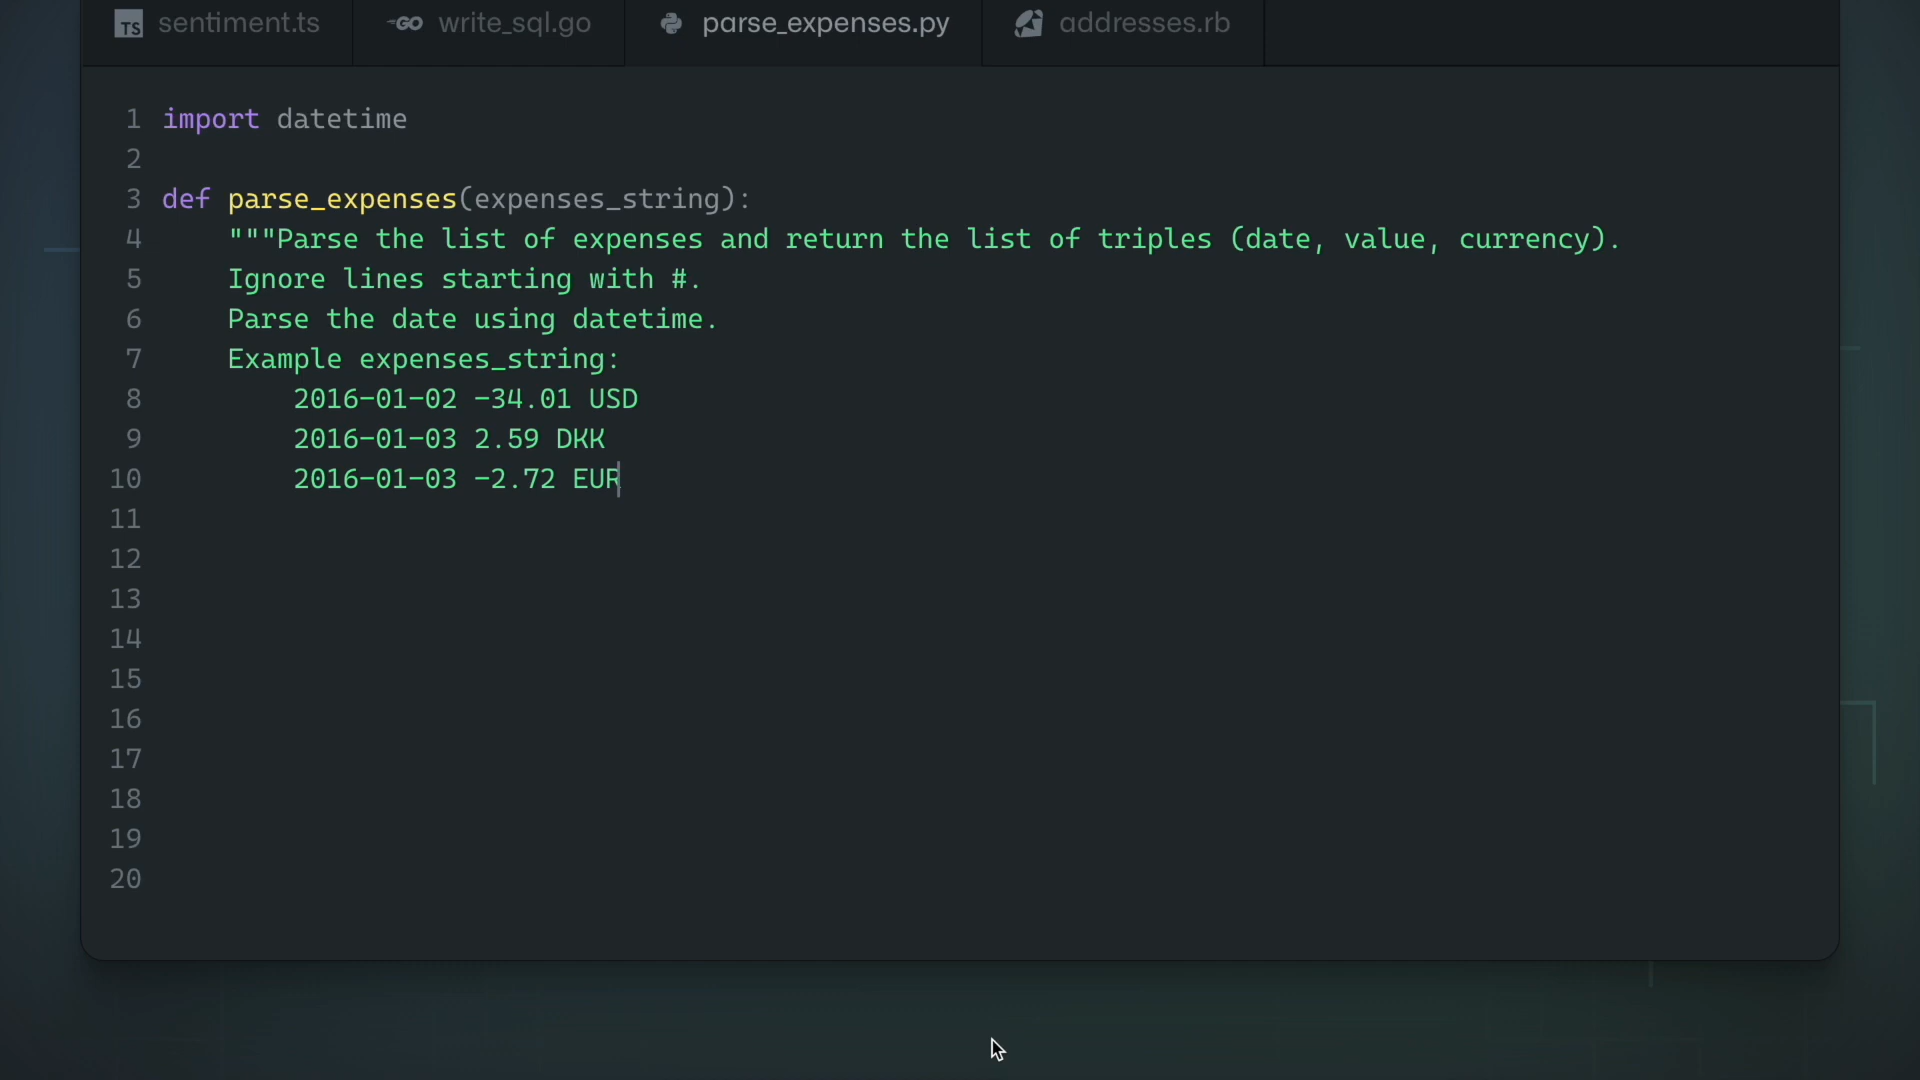 TS sentiment.ts GO write_sql.go parse_expenses.py addresses.rb
1 import datetime
2
3 def parse_expenses(expenses_string):
4 """Parse the list of expenses and return the list of triples (date, value, currency).
5 Ignore lines starting with #.
6 Parse the date using datetime.
7 Example expenses_string:
8 2016-01-02 -34.01 USD
9 2016-01-03 2.59 DKK
10 2016-01-03 -2.72 EUR
11
12
13
14
15
16
17
18
19
20